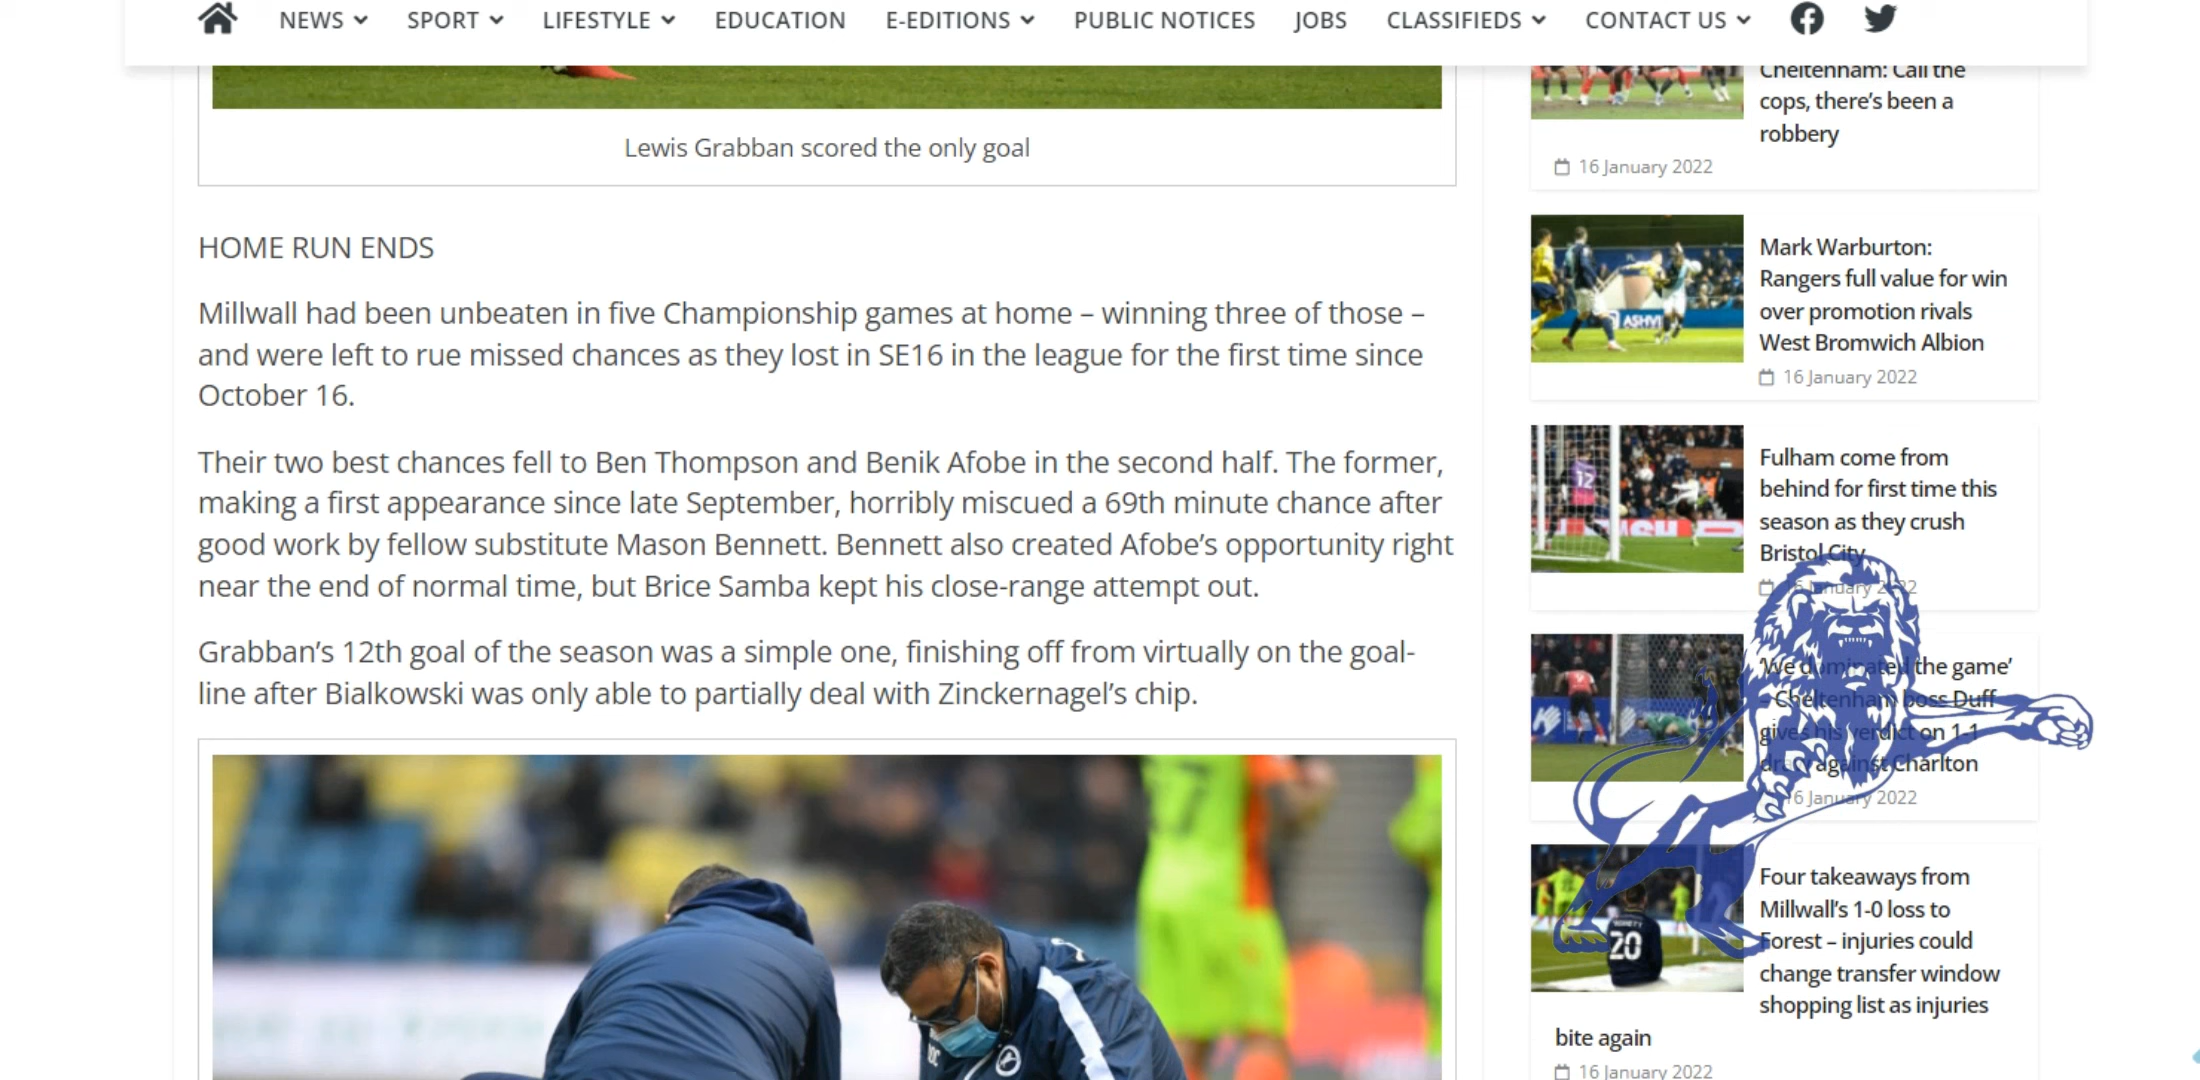 NEWS SPORT LIFESTYLE EDUCATION E-EDITIONS PUBLIC NOTICES JOBS CLASSIFIEDS CONTACT US
Lewis Grabban scored the only goal
HOME RUN ENDS
Millwall had been unbeaten in five Championship games at home – winning three of those –
and were left to rue missed chances as they lost in SE16 in the league for the first time since
October 16.
Their two best chances fell to Ben Thompson and Benik Afobe in the second half. The former,
making a first appearance since late September, horribly miscued a 69th minute chance after
good work by fellow substitute Mason Bennett. Bennett also created Afobe’s opportunity right
near the end of normal time, but Brice Samba kept his close-range attempt out.
Grabban’s 12th goal of the season was a simple one, finishing off from virtually on the goal-
line after Bialkowski was only able to partially deal with Zinckernagel’s chip.
Cheltenham: Call the
cops, there’s been a
robbery
16 January 2022
Mark Warburton:
Rangers full value for win
over promotion rivals
West Bromwich Albion
16 January 2022
12
Fulham come from
behind for first time this
season as they crush
Bristol City
16 January 2022
‘We dominated the game’
– Cheltenham boss Duff
gives his verdict on 1-1
draw against Charlton
16 January 2022
20
Four takeaways from
Millwall’s 1-0 loss to
Forest – injuries could
change transfer window
shopping list as injuries
bite again
16 January 2022